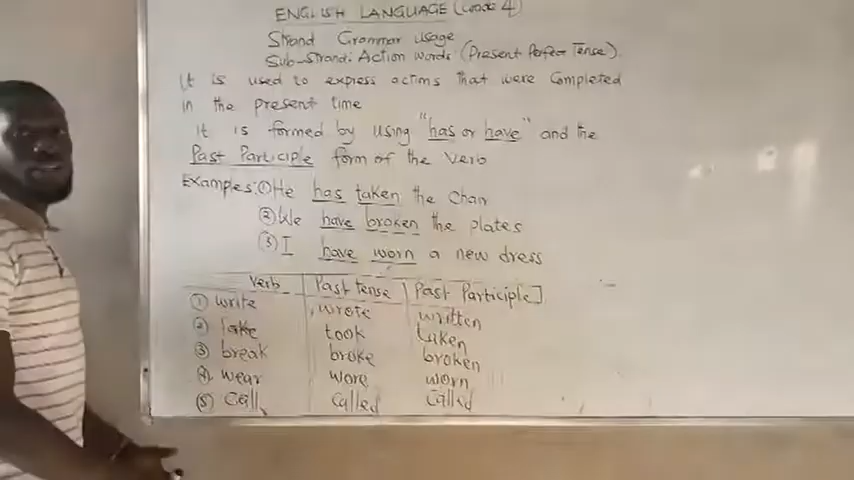 ENGLISH LANGUAGE (Grade 4)
Strand Grammar usage
Sub-Strand: Action words (Present Perfect Tense).
It is used to express actions that were completed
in the present time
it is formed by using "has or have" and the
Past Participle form of the verb
Examples: ① He has taken the chair
② We have broken the plates
③ I have worn a new dress
Verb Past tense Past Participle]
① write wrote written
② Take took taken
③ break broke broken
④ wear wore worn
⑤ Call called called